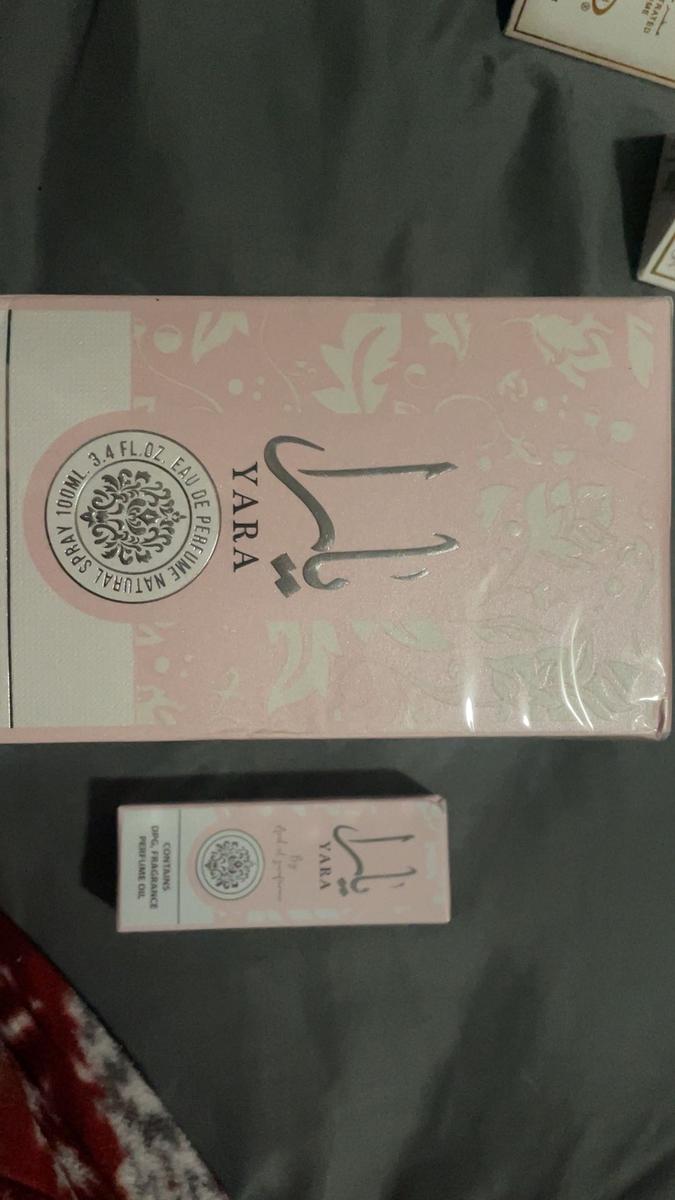 يارا
YARA
100ML. 3.4 FL.OZ. EAU DE PERFUME NATURAL SPRAY
يارا
YARA
By
CONTAINS
DPG, FRAGRANCE
PERFUME OIL